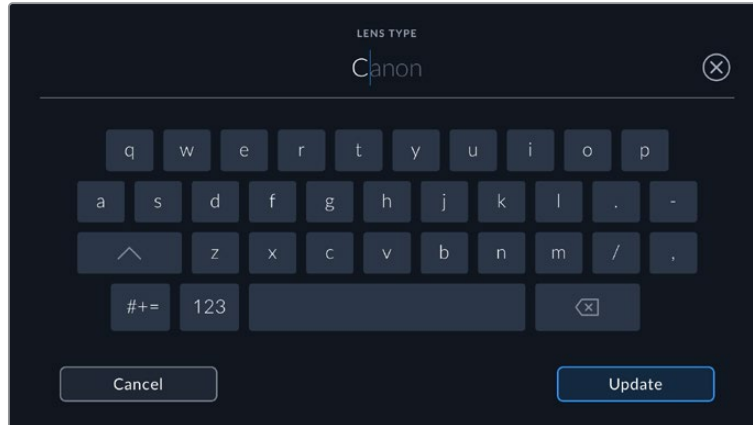 LENS TYPE
Canon
q w e r t y u i o p
a s d f g h j k l . -
z x c v b n m / ,
#+= 123
Cancel Update